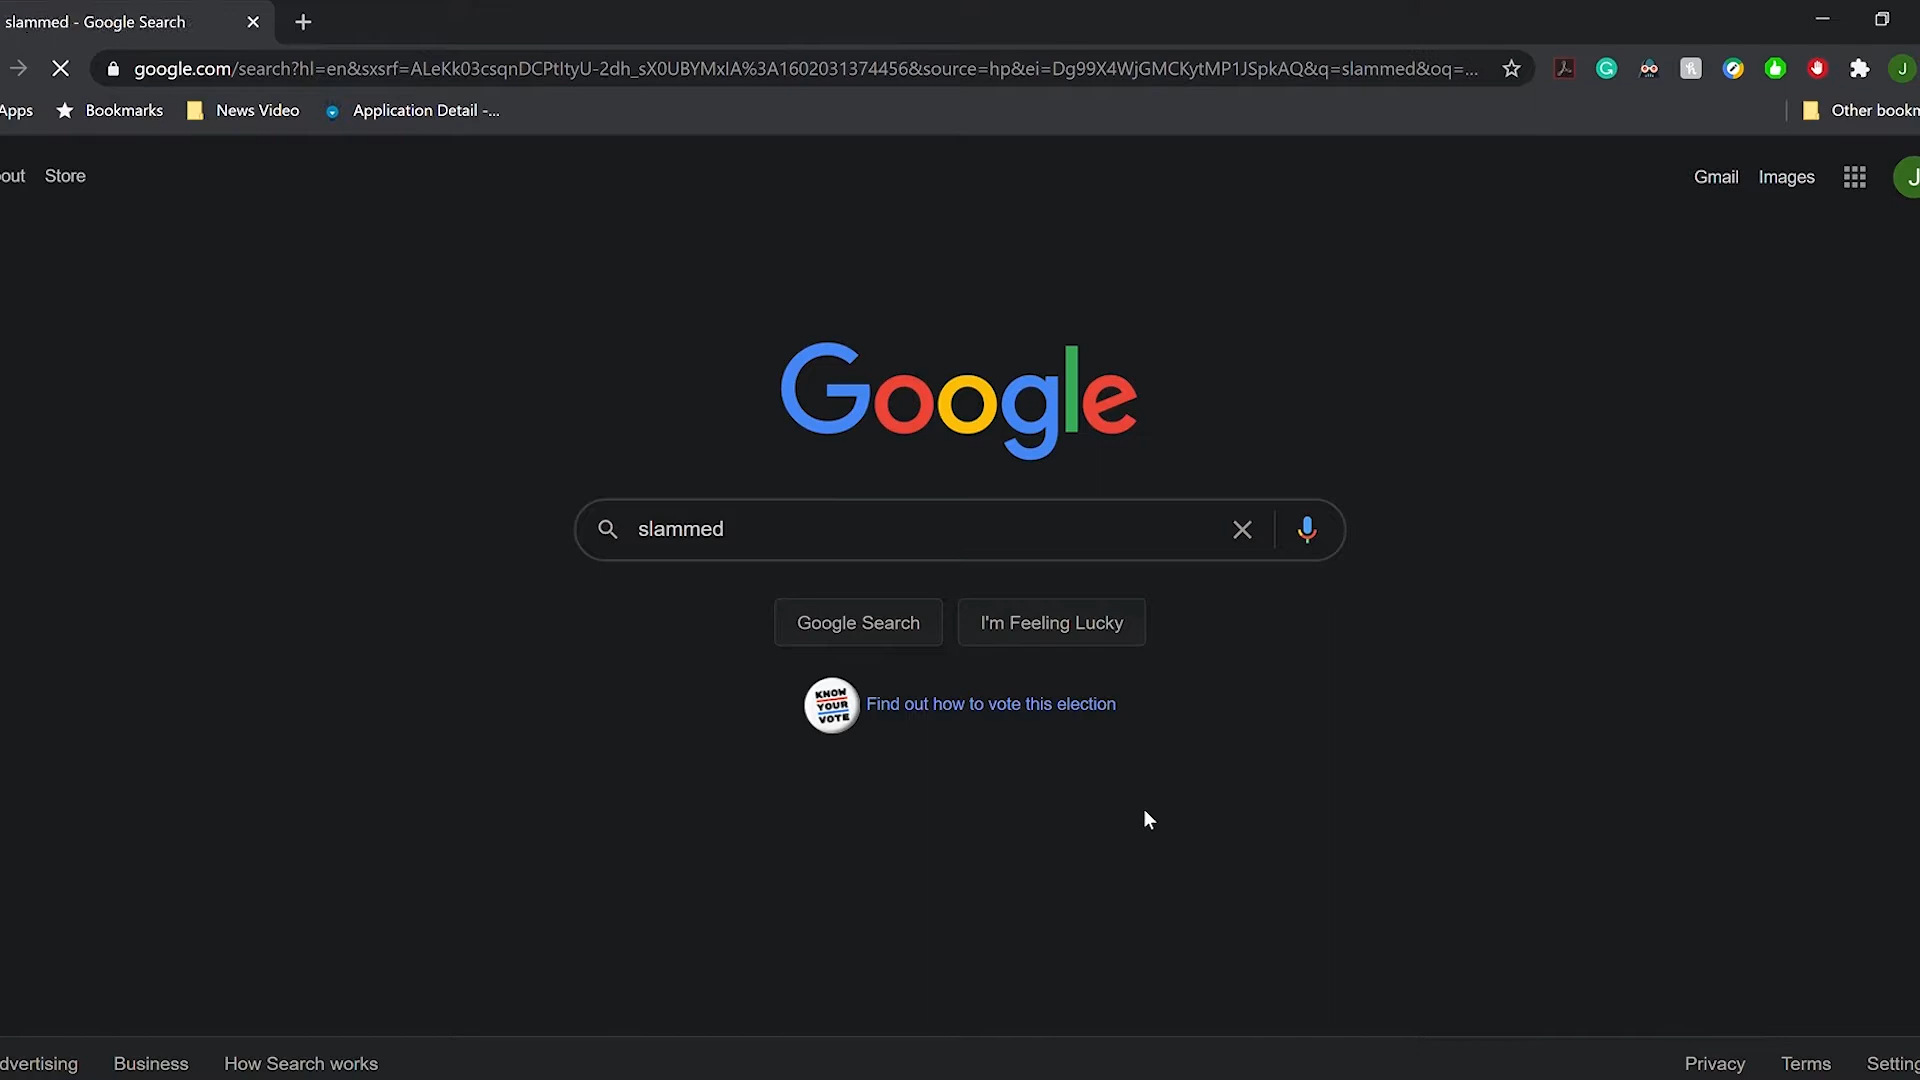 slammed - Google Search
google.com/search?hl=en&sxsrf=ALeKk03csqnDCPtItyU-2dh_sX0UBYMxIA%3A1602031374456&source=hp&ei=Dg99X4WjGMCKytMP1JSpkAQ&q=slammed&oq=...
J
Apps
Bookmarks
News Video
Application Detail -...
Other bookm
out
Store
Gmail
Images
J
Google
slammed
Google Search
I'm Feeling Lucky
KNOW
YOUR
VOTE
Find out how to vote this election
dvertising
Business
How Search works
Privacy
Terms
Setting